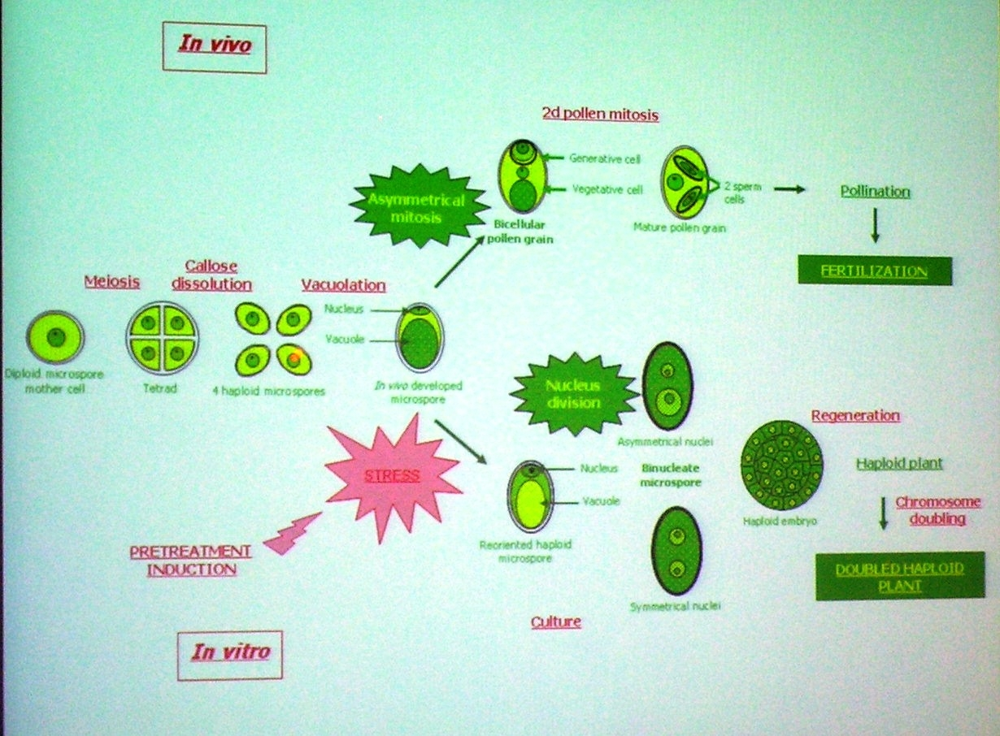 In vivo
2d pollen mitosis
Generative cell
Vegetative cell
Asymmetrical
mitosis
Bicellular
pollen grain
2 sperm
cells
Mature pollen grain
Pollination
FERTILIZATION
Meiosis
Callose
dissolution
Vacuolation
Nucleus
Vacuole
Diploid microspore
mother cell
Tetrad
4 haploid microspores
In vivo developed
microspore
Nucleus
division
Asymmetrical nuclei
Regeneration
STRESS
Nucleus
Vacuole
Binucleate
microspore
Reoriented haploid
microspore
Haploid embryo
Haploid plant
Chromosome
doubling
PRETREATMENT
INDUCTION
DOUBLED HAPLOID
PLANT
Symmetrical nuclei
Culture
In vitro